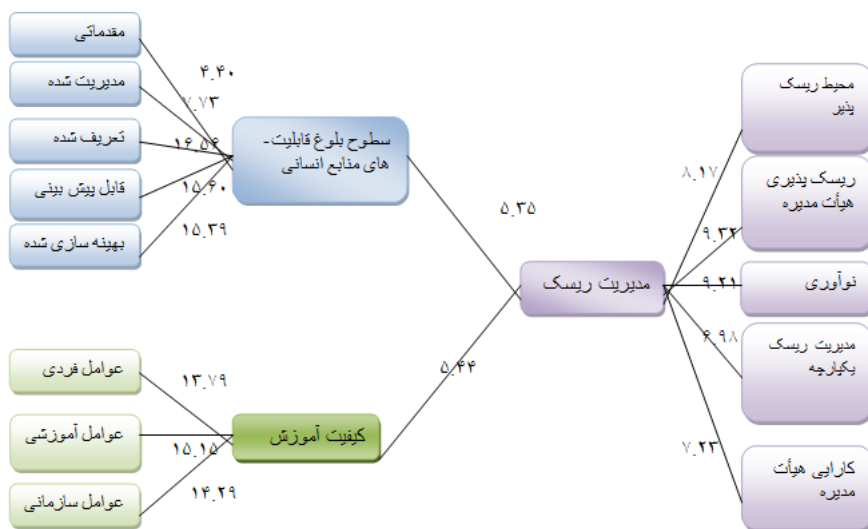 مقدماتی
مدیریت شده
تعریف شده
قابل پیش بینی
بهینه سازی شده
۴.۴۰
۷.۷۳
۱۶.۵۶
۱۵.۶۰
۱۵.۳۹
سطوح بلوغ قابلیت-
های منابع انسانی
۵.۳۵
عوامل فردی
عوامل آموزشی
عوامل سازمانی
۱۳.۷۹
۱۵.۱۵
۱۴.۲۹
کیفیت آموزش
۵.۴۴
مدیریت ریسک
۸.۱۷
۹.۳۲
۹.۲۱
۶.۹۸
۷.۲۳
محیط ریسک
پذیر
ریسک پذیری
هیأت مدیره
نوآوری
مدیریت ریسک
یکپارچه
کارایی هیأت
مدیره